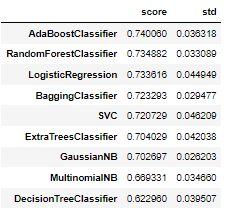 score std
AdaBoostClassifier 0.740060 0.036318
RandomForestClassifier 0.734882 0.033089
LogisticRegression 0.733616 0.044949
BaggingClassifier 0.723293 0.029477
SVC 0.720729 0.046209
ExtraTreesClassifier 0.704029 0.042038
GaussianNB 0.702697 0.026203
MultinomialNB 0.669331 0.034660
DecisionTreeClassifier 0.622960 0.039507